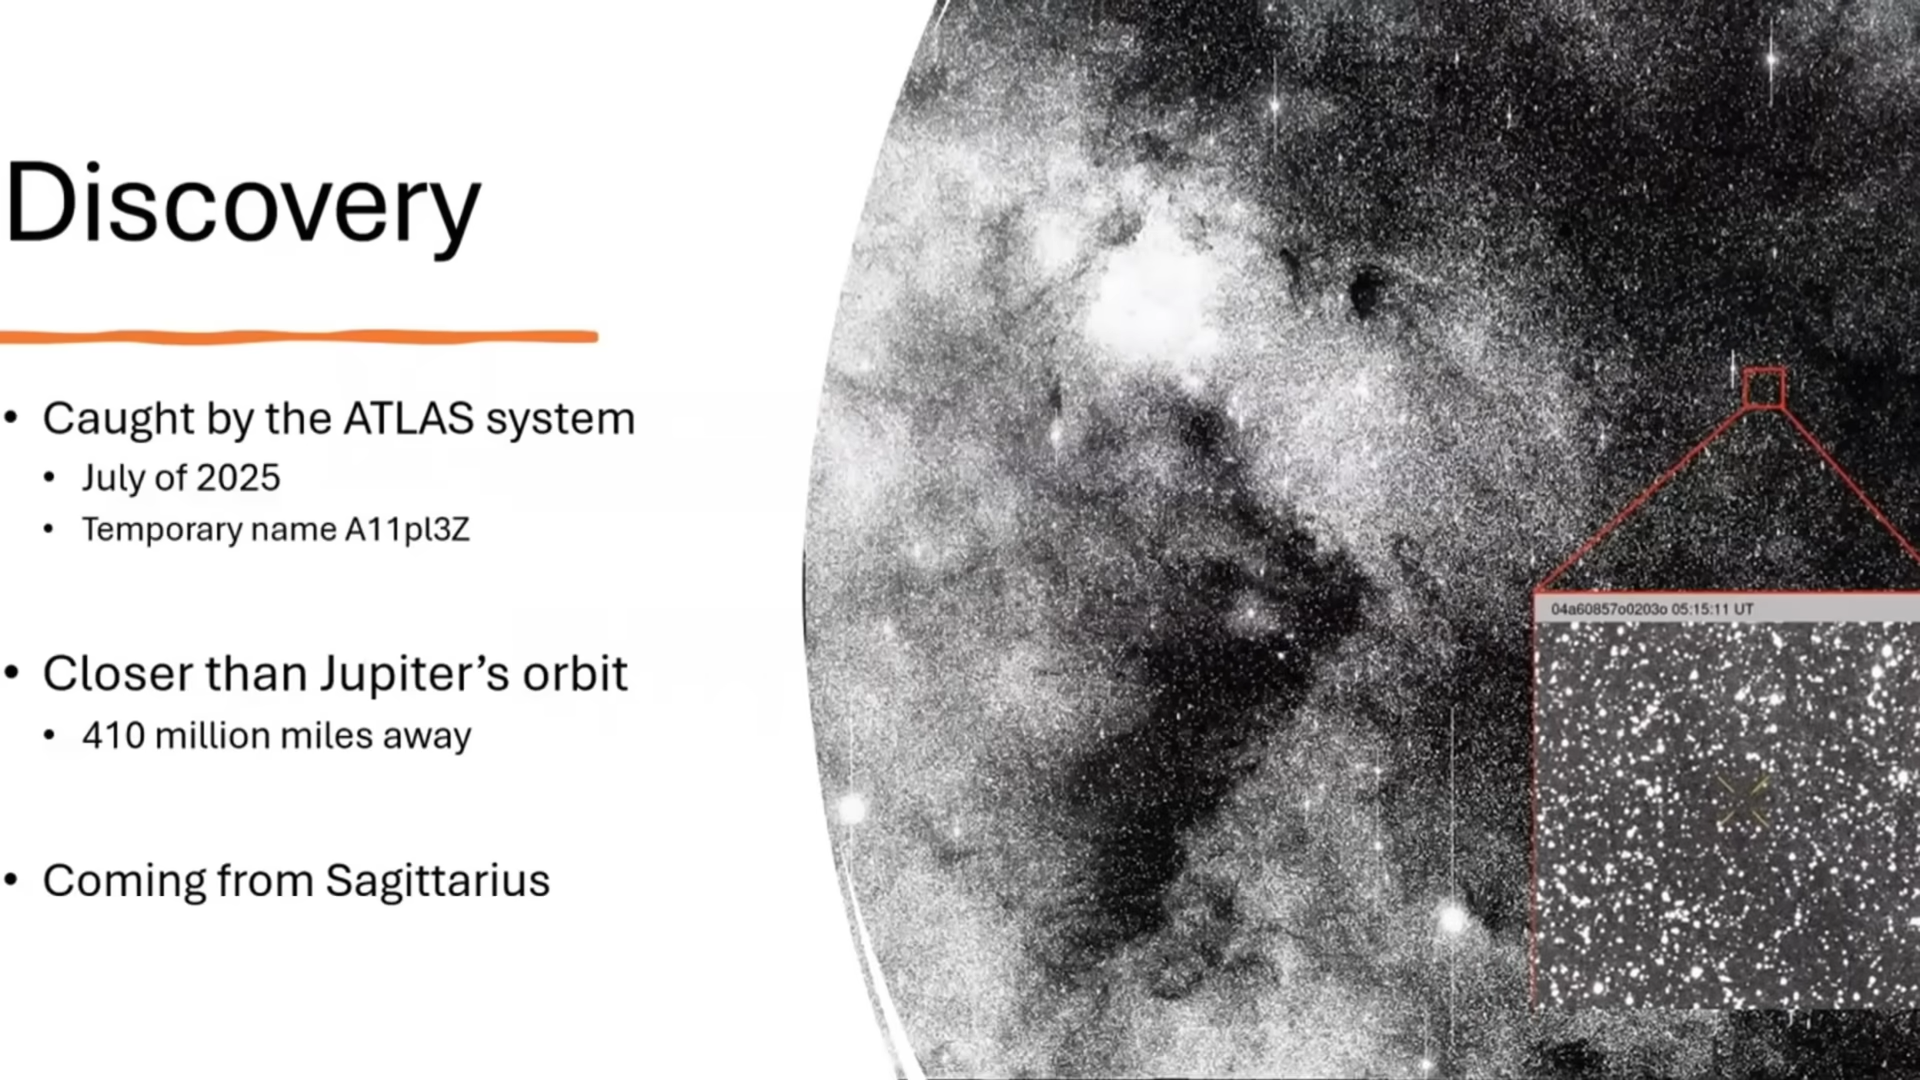 Discovery
• Caught by the ATLAS system
• July of 2025
• Temporary name A11pl3Z
• Closer than Jupiter’s orbit
• 410 million miles away
• Coming from Sagittarius
04a60857o0203o 05:15:11 UT